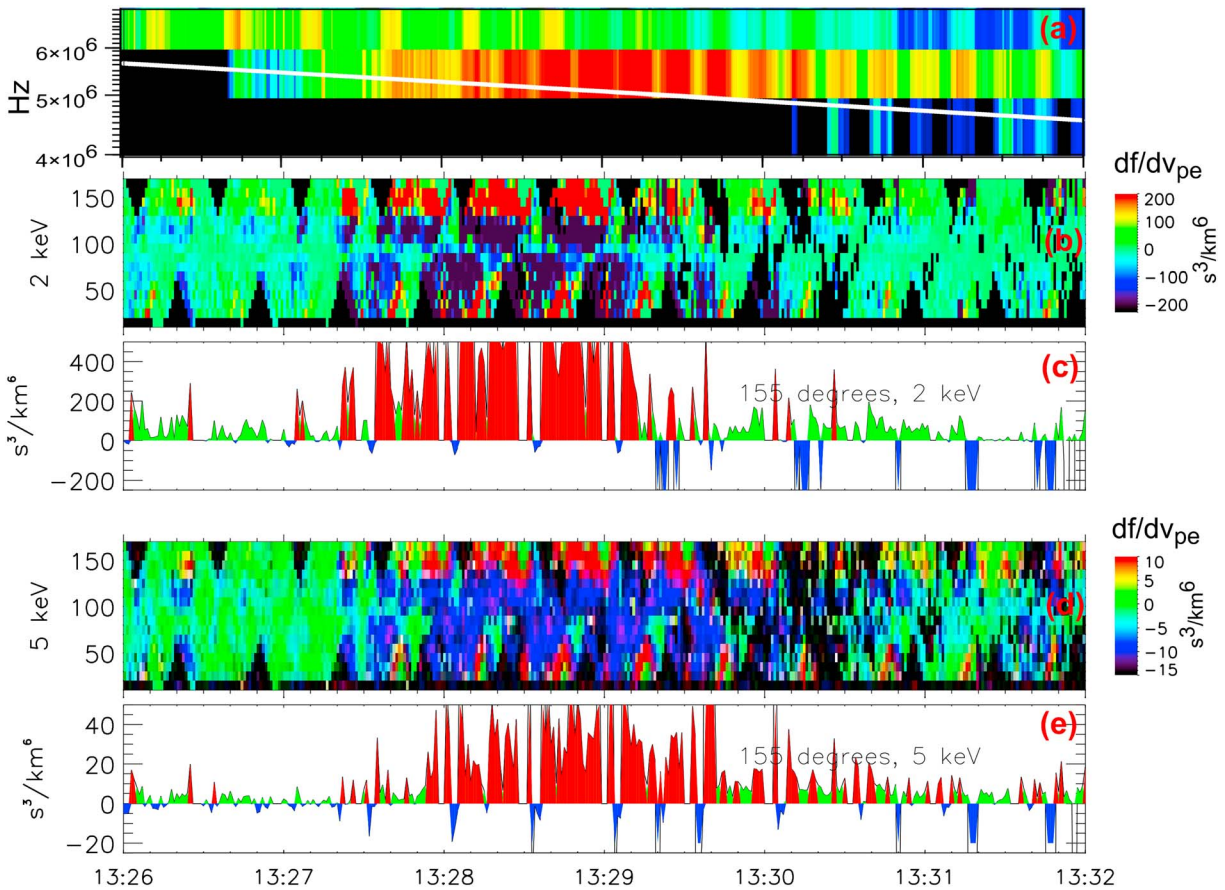 (a)
6×10⁶
5×10⁶
4×10⁶
Hz
df/dvpe
200
100
0
−100
−200
s³/km⁶
150
100
50
2 keV
(b)
400
200
0
−200
s³/km⁶
(c)
155 degrees, 2 keV
df/dvpe
10
5
0
−5
−10
−15
s³/km⁶
150
100
50
5 keV
(d)
40
20
0
−20
s³/km⁶
(e)
155 degrees, 5 keV
13:26 13:27 13:28 13:29 13:30 13:31 13:32